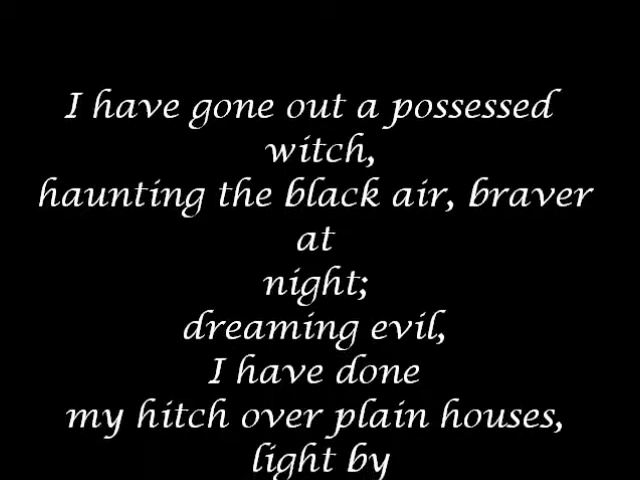 I have gone out a possessed
witch,
haunting the black air, braver
at
night;
dreaming evil,
I have done
my hitch over plain houses,
light by